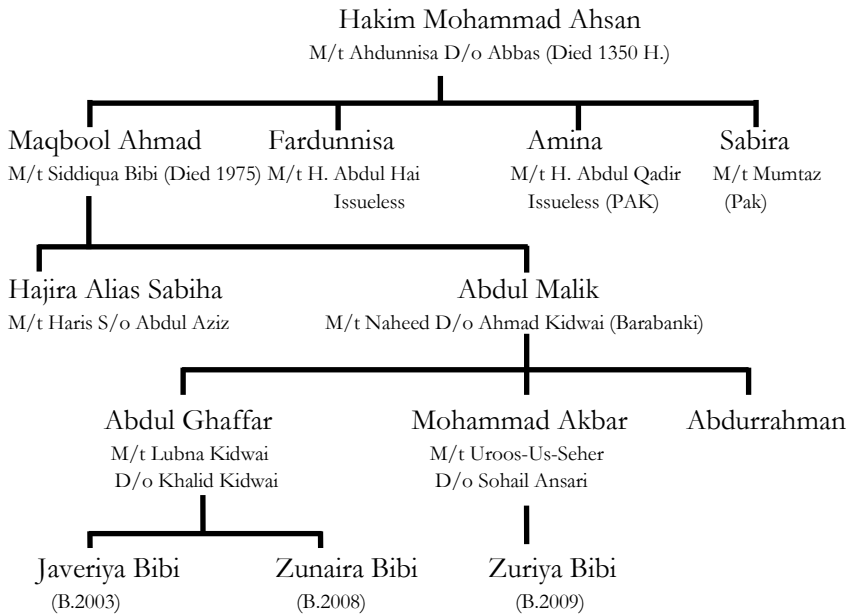 Hakim Mohammad Ahsan
M/t Ahdunnisa D/o Abbas (Died 1350 H.)
Maqbool Ahmad
M/t Siddiqua Bibi (Died 1975)
Fardunnisa
M/t H. Abdul Hai
Issueless
Amina
M/t H. Abdul Qadir
Issueless (PAK)
Sabira
M/t Mumtaz
(Pak)
Hajira Alias Sabiha
M/t Haris S/o Abdul Aziz
Abdul Malik
M/t Naheed D/o Ahmad Kidwai (Barabanki)
Abdul Ghaffar
M/t Lubna Kidwai
D/o Khalid Kidwai
Mohammad Akbar
M/t Uroos-Us-Seher
D/o Sohail Ansari
Abdurrahman
Javeriya Bibi
(B.2003)
Zunaira Bibi
(B.2008)
Zuriya Bibi
(B.2009)